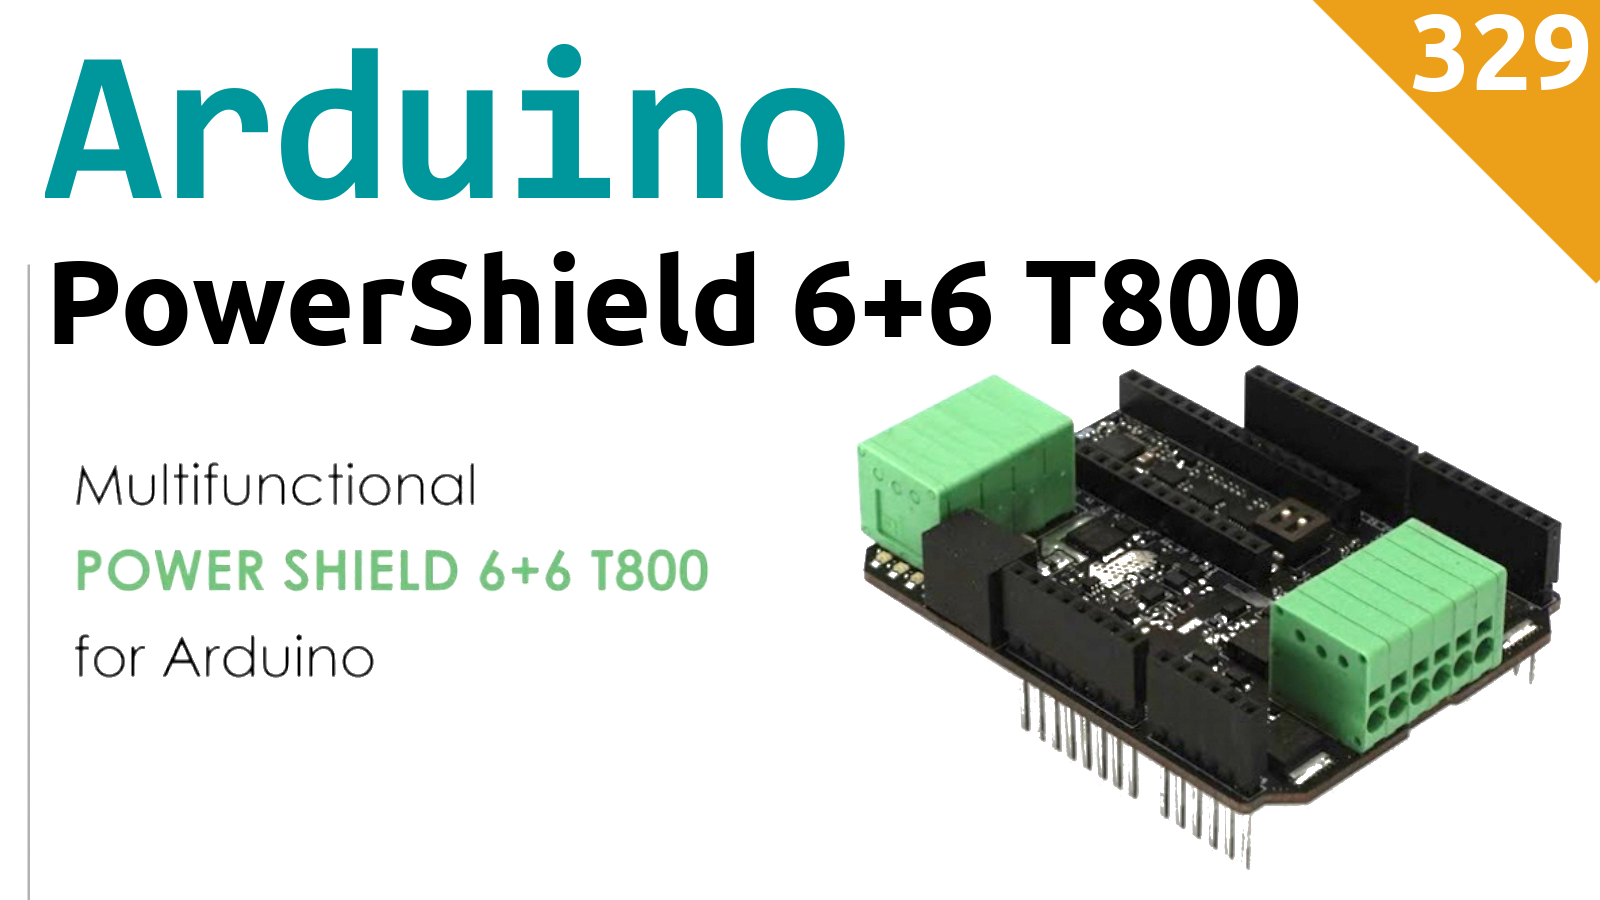 Arduino
329
PowerShield 6+6 T800
Multifunctional
POWER SHIELD 6+6 T800
for Arduino